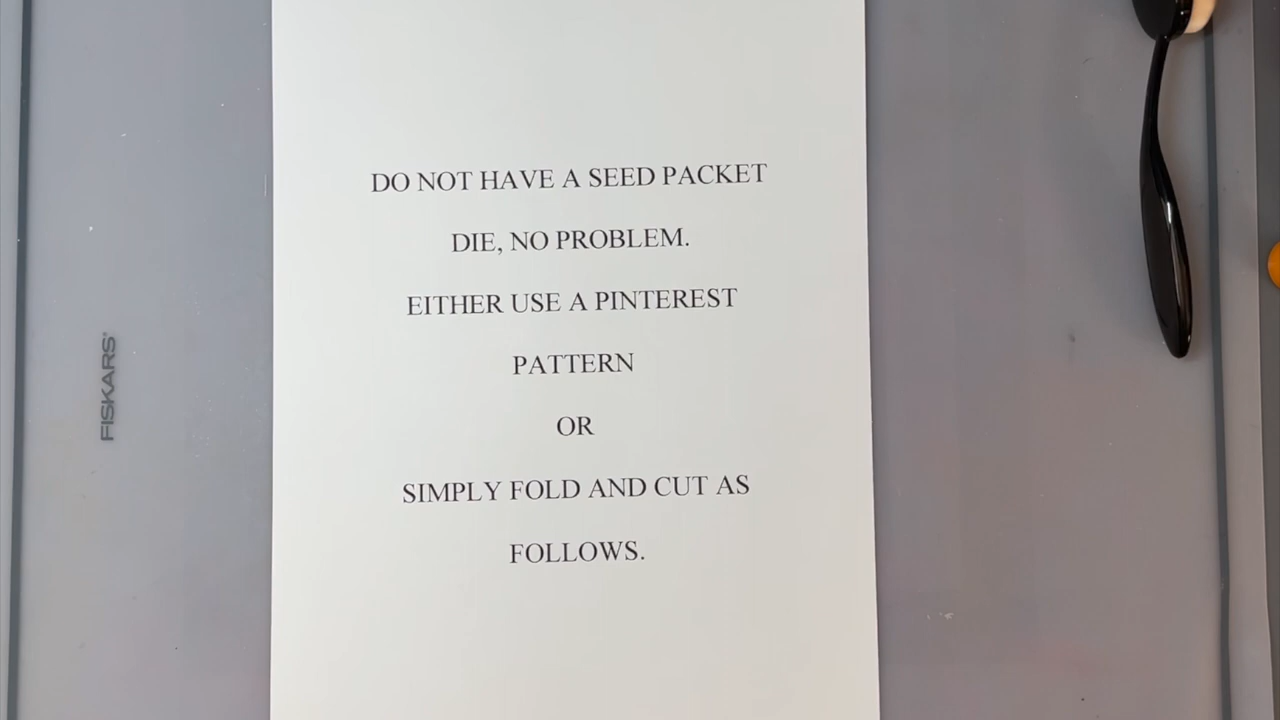 FISKARS®
DO NOT HAVE A SEED PACKET
DIE, NO PROBLEM.
EITHER USE A PINTEREST
PATTERN
OR
SIMPLY FOLD AND CUT AS
FOLLOWS.